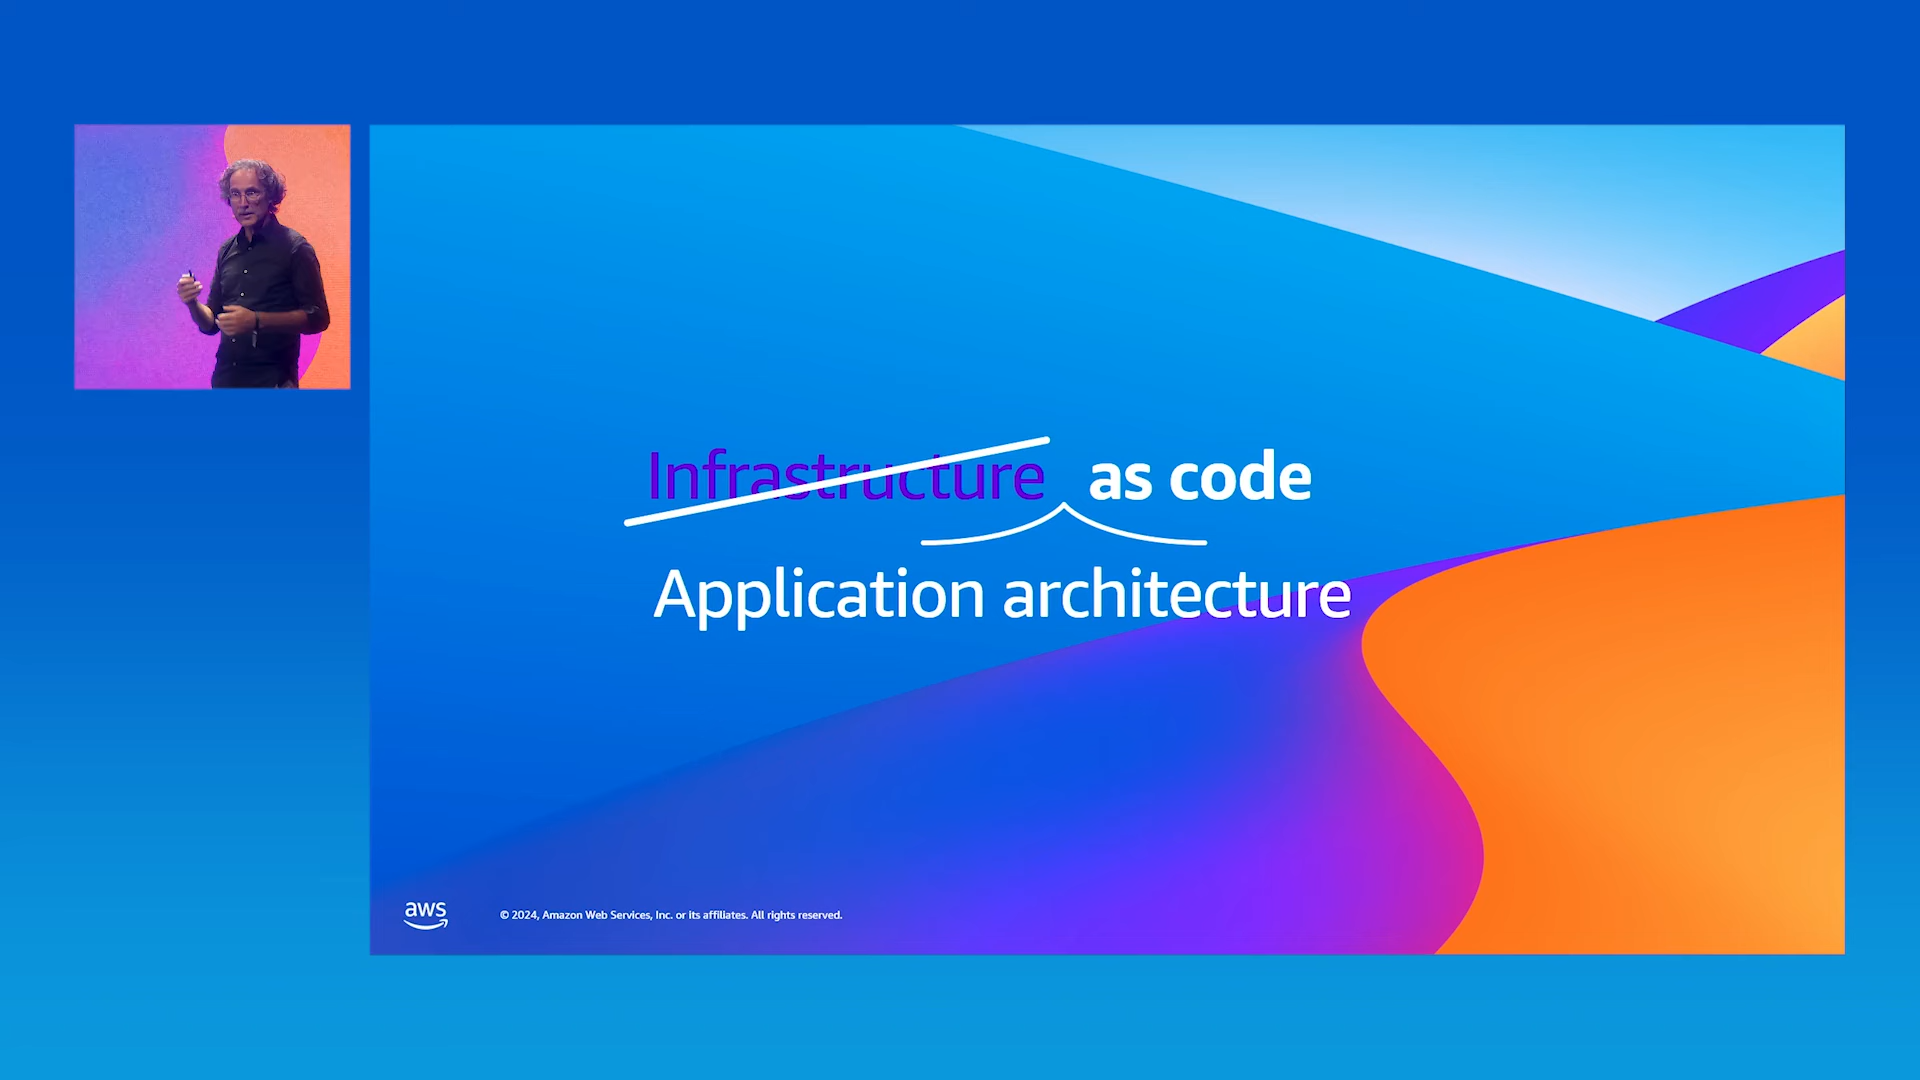 Infrastructure as code
Application architecture
aws
© 2024, Amazon Web Services, Inc. or its affiliates. All rights reserved.